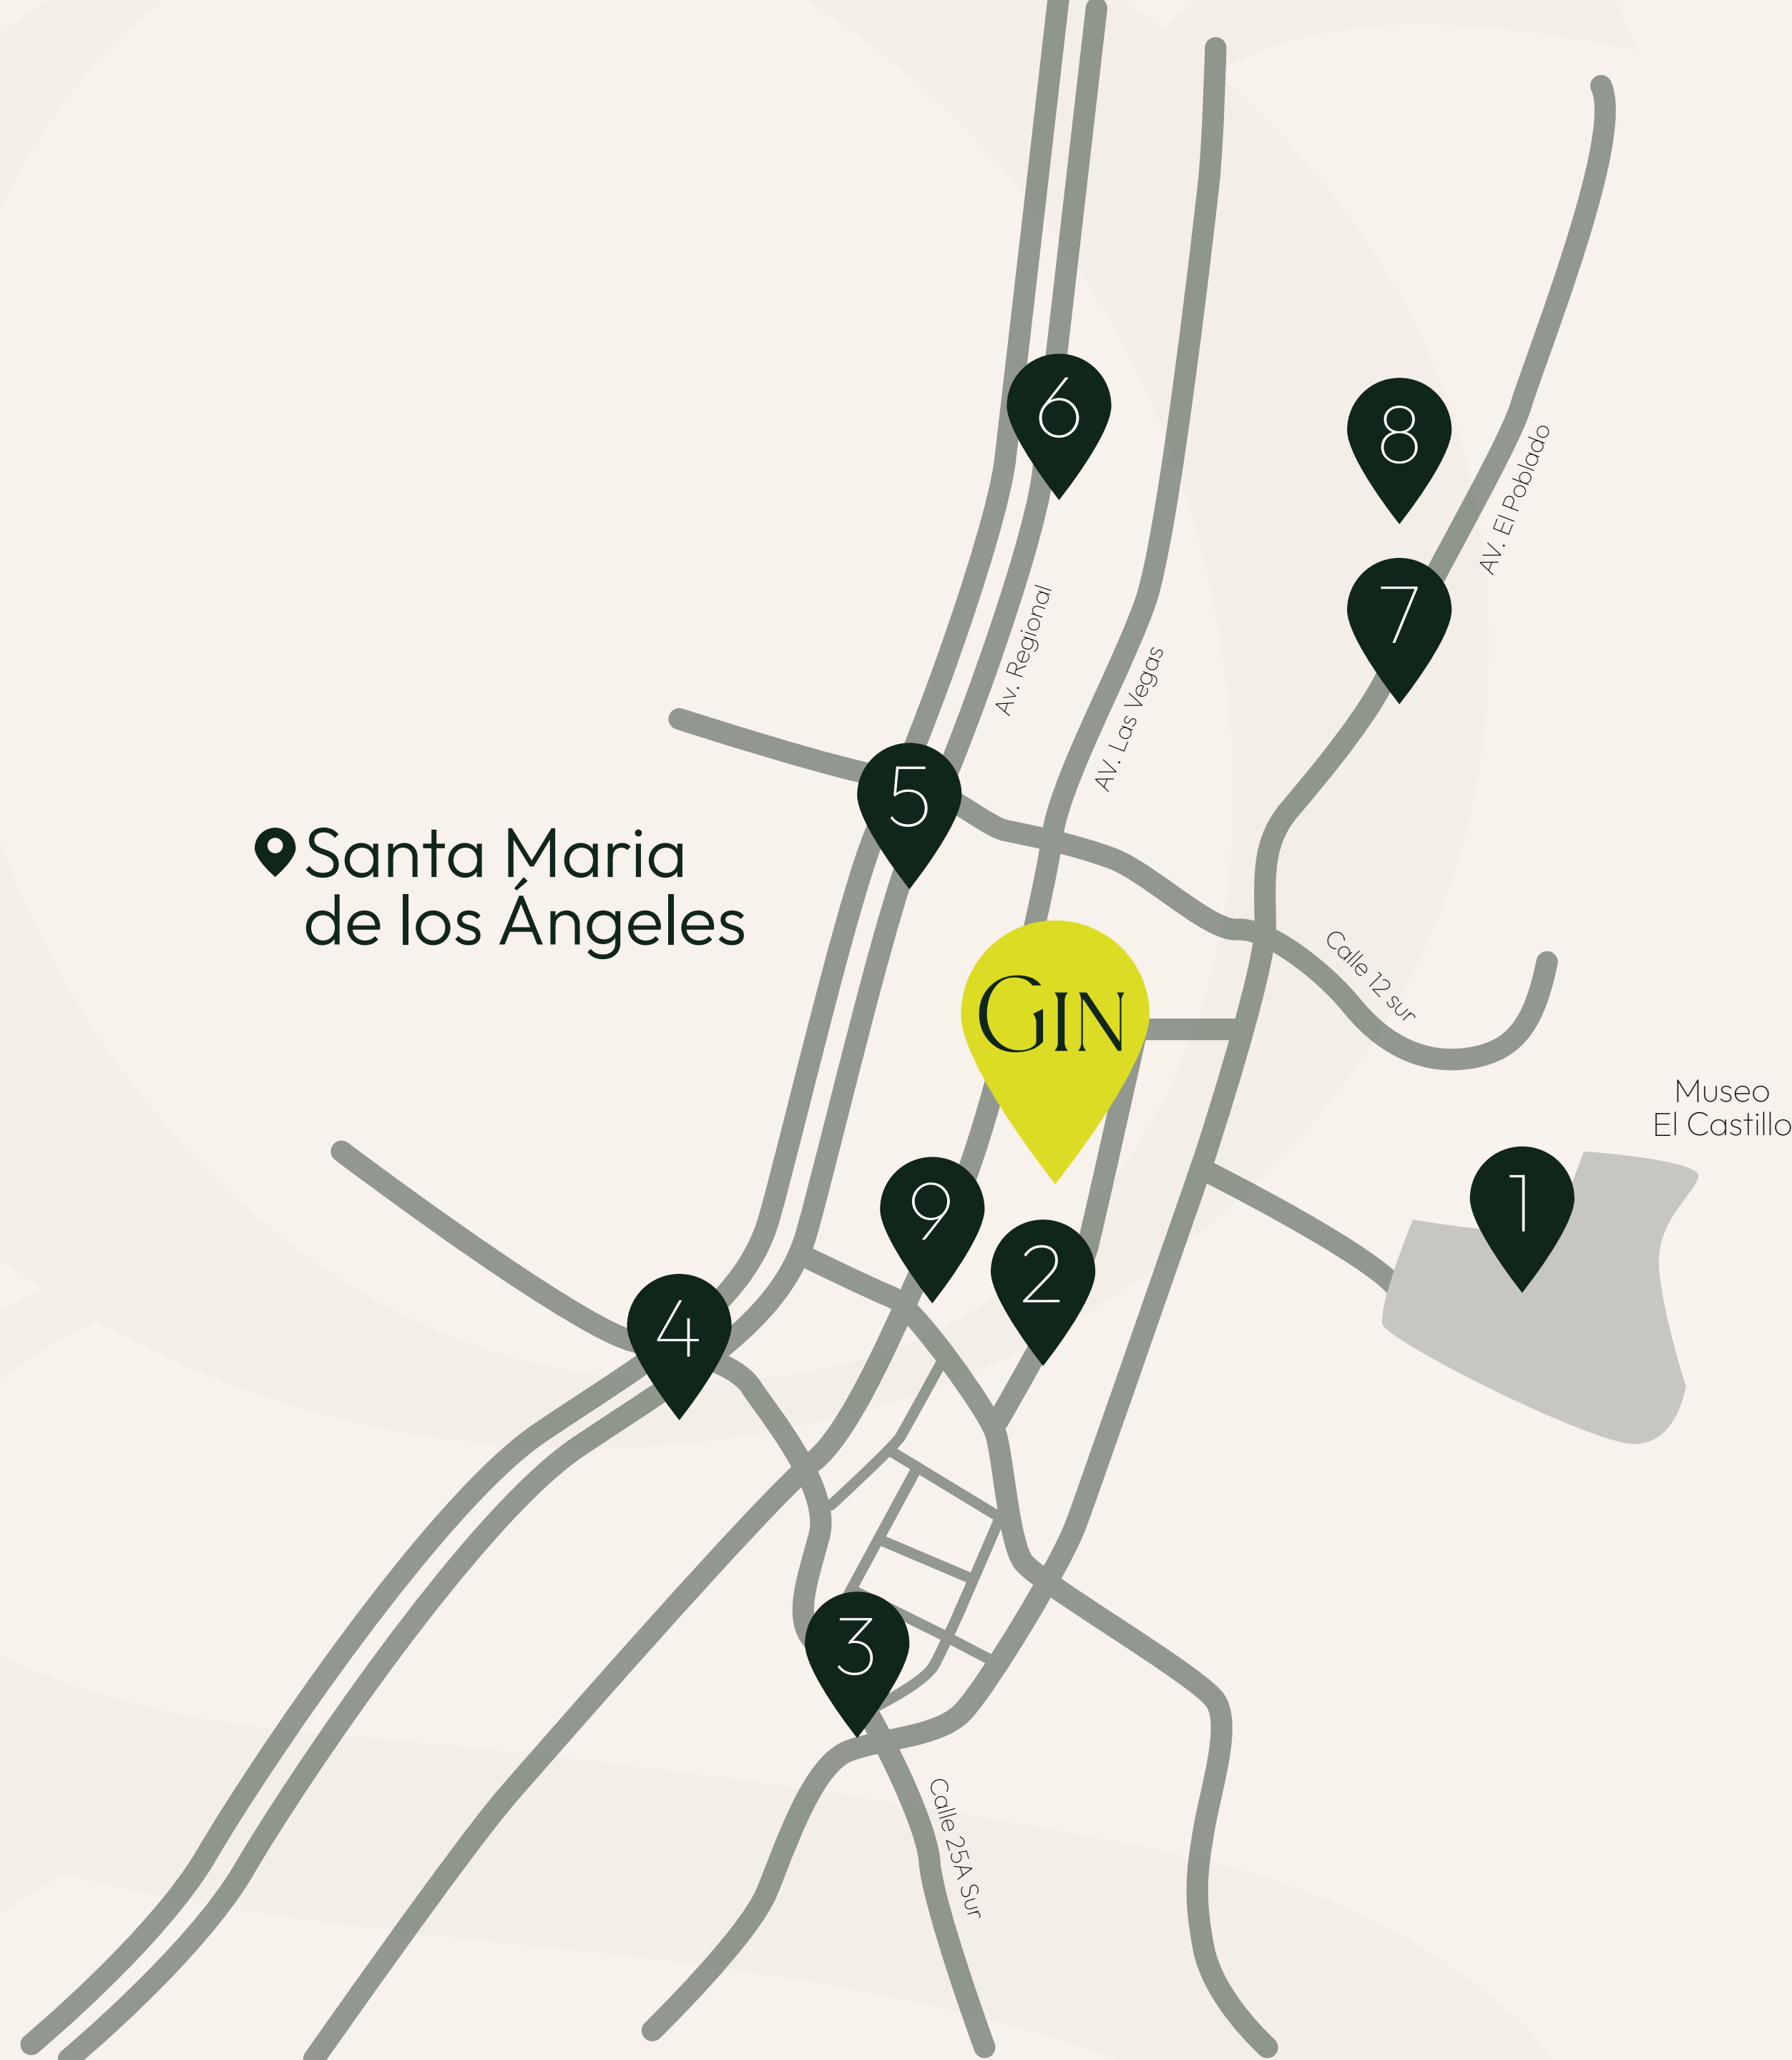 6
8
AV. El Poblado
7
Av. Regional
AV. Las Vegas
5
Santa Maria
de los Ángeles
Calle 12 sur
GIN
Museo
El Castillo
1
9
2
4
3
Calle 25A Sur